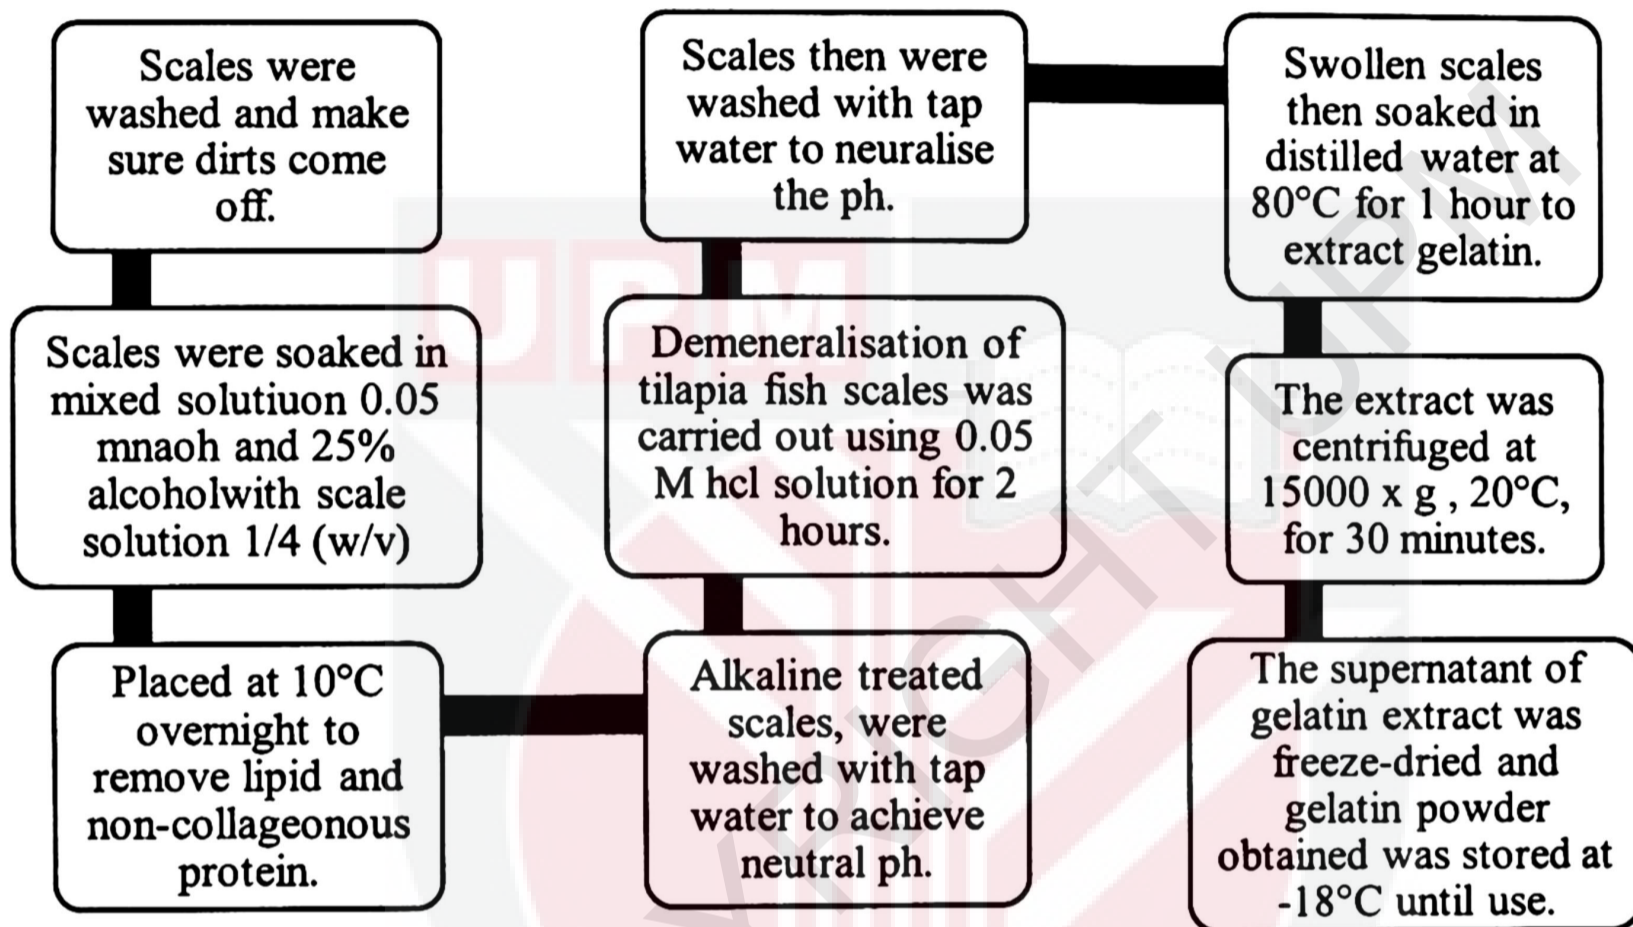 Scales were
washed and make
sure dirts come
off.
Scales were soaked in
mixed solutiuon 0.05
mnaoh and 25%
alcoholwith scale
solution 1/4 (w/v)
Placed at 10°C
overnight to
remove lipid and
non-collageonous
protein.
Alkaline treated
scales, were
washed with tap
water to achieve
neutral ph.
Demeneralisation of
tilapia fish scales was
carried out using 0.05
M hcl solution for 2
hours.
Scales then were
washed with tap
water to neuralise
the ph.
Swollen scales
then soaked in
distilled water at
80°C for 1 hour to
extract gelatin.
The extract was
centrifuged at
15000 x g , 20°C,
for 30 minutes.
The supernatant of
gelatin extract was
freeze-dried and
gelatin powder
obtained was stored at
-18°C until use.
UPM
YRIGHT UPM